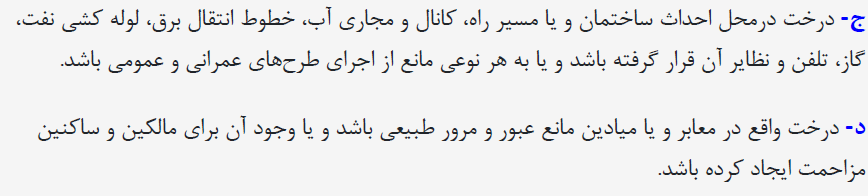 ج- درخت درمحل احداث ساختمان و یا مسیر راه، کانال و مجاری آب، خطوط انتقال برق، لوله کشی نفت،
گاز، تلفن و نظایر آن قرار گرفته باشد و یا به هر نوعی مانع از اجرای طرح‌های عمرانی و عمومی باشد.
د- درخت واقع در معابر و یا میادین مانع عبور و مرور طبیعی باشد و یا وجود آن برای مالکین و ساکنین
مزاحمت ایجاد کرده باشد.